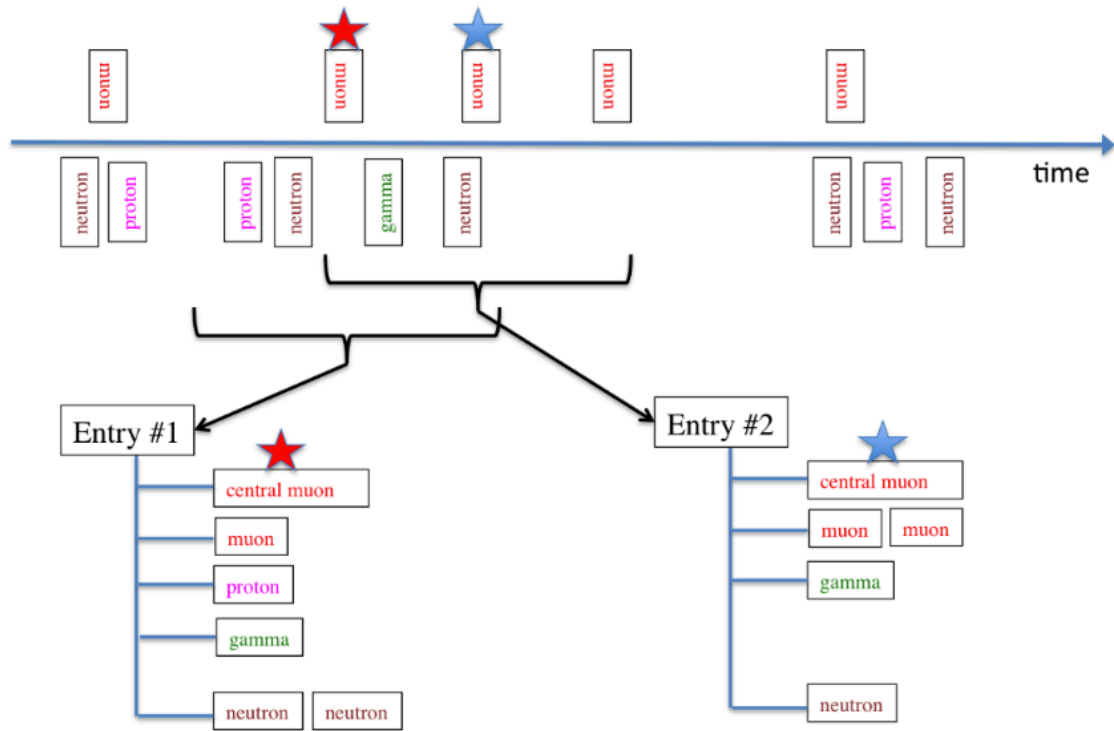 muon
muon
muon
muon
muon
time
neutron
proton
proton
neutron
gamma
neutron
neutron
proton
neutron
Entry #1
central muon
muon
proton
gamma
neutron neutron
Entry #2
central muon
muon muon
gamma
neutron